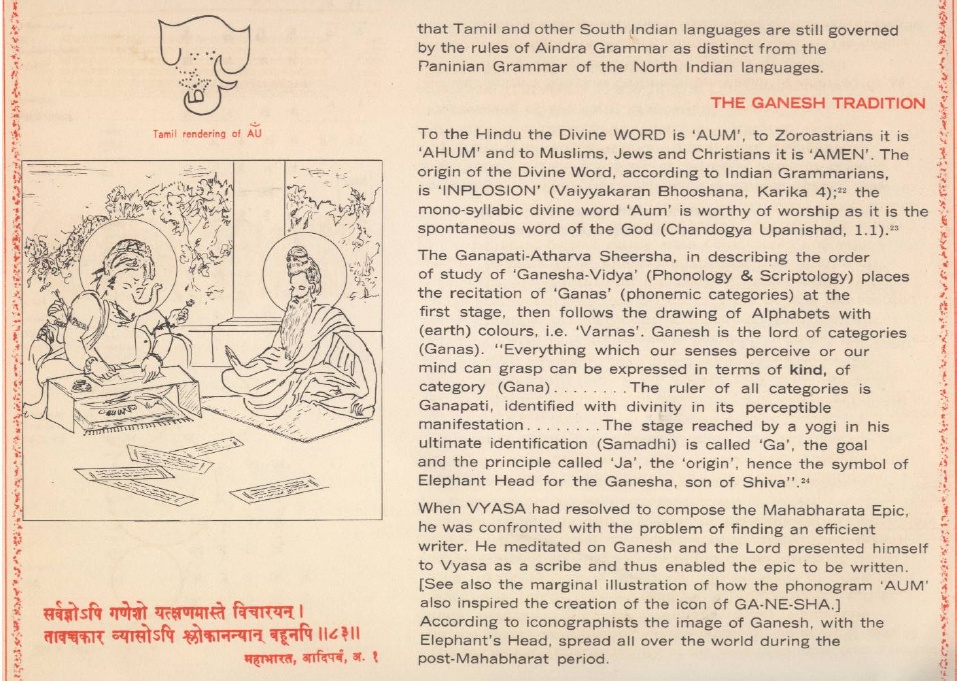 Tamil rendering of AÜ
that Tamil and other South Indian languages are still governed
by the rules of Aindra Grammar as distinct from the
Paninian Grammar of the North Indian languages.
THE GANESH TRADITION
To the Hindu the Divine WORD is ‘AUM’, to Zoroastrians it is
‘AHUM’ and to Muslims, Jews and Christians it is ‘AMEN’. The
origin of the Divine Word, according to Indian Grammarians,
is ‘INPLOSION’ (Vaiyyakaran Bhooshana, Karika 4);²² the
mono-syllabic divine word ‘Aum’ is worthy of worship as it is the
spontaneous word of the God (Chandogya Upanishad, 1.1).²³
The Ganapati-Atharva Sheersha, in describing the order
of study of ‘Ganesha-Vidya’ (Phonology & Scriptology) places
the recitation of ‘Ganas’ (phonemic categories) at the
first stage, then follows the drawing of Alphabets with
(earth) colours, i.e. ‘Varnas’. Ganesh is the lord of categories
(Ganas). “Everything which our senses perceive or our
mind can grasp can be expressed in terms of kind, of
category (Gana)........The ruler of all categories is
Ganapati, identified with divinity in its perceptible
manifestation........The stage reached by a yogi in his
ultimate identification (Samadhi) is called ‘Ga’, the goal
and the principle called ‘Ja’, the ‘origin’, hence the symbol of
Elephant Head for the Ganesha, son of Shiva”.²⁴
When VYASA had resolved to compose the Mahabharata Epic,
he was confronted with the problem of finding an efficient
writer. He meditated on Ganesh and the Lord presented himself
to Vyasa as a scribe and thus enabled the epic to be written.
[See also the marginal illustration of how the phonogram ‘AUM’
also inspired the creation of the icon of GA-NE-SHA.]
According to iconographists the image of Ganesh, with the
Elephant’s Head, spread all over the world during the
post-Mahabharat period.
सर्वज्ञोऽपि गणेशो यत्क्षणमास्ते विचारयन् ।
तावच्चकार व्यासोऽपि श्लोकानन्यान् बहूनपि ॥८३॥
महाभारत, आदिपर्व, अ. १